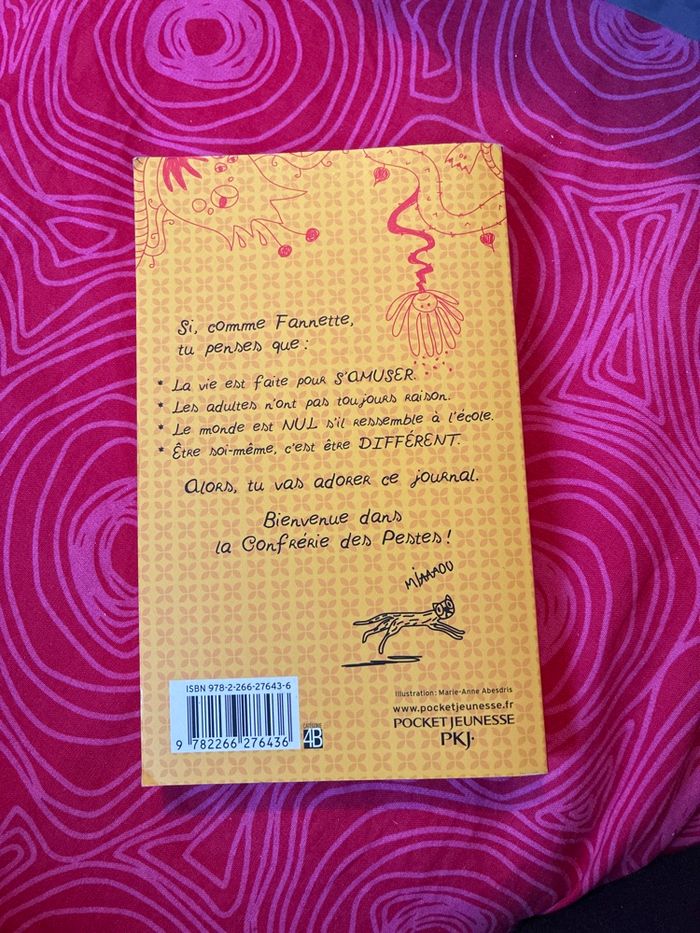 Si, comme Fannette,
tu penses que :
* La vie est faite pour S'AMUSER.
* Les adultes n'ont pas toujours raison.
* Le monde est NUL s'il ressemble à l'école.
* Être soi-même, c'est être DIFFÉRENT.
Alors, tu vas adorer ce journal.
Bienvenue dans
la Confrérie des Pestes !
MIAAAOU
ISBN 978-2-266-27643-6
9 782266 276436
CATÉGORIE
4B
Illustration : Marie-Anne Abesdris
www.pocketjeunesse.fr
POCKET JEUNESSE
PKJ·